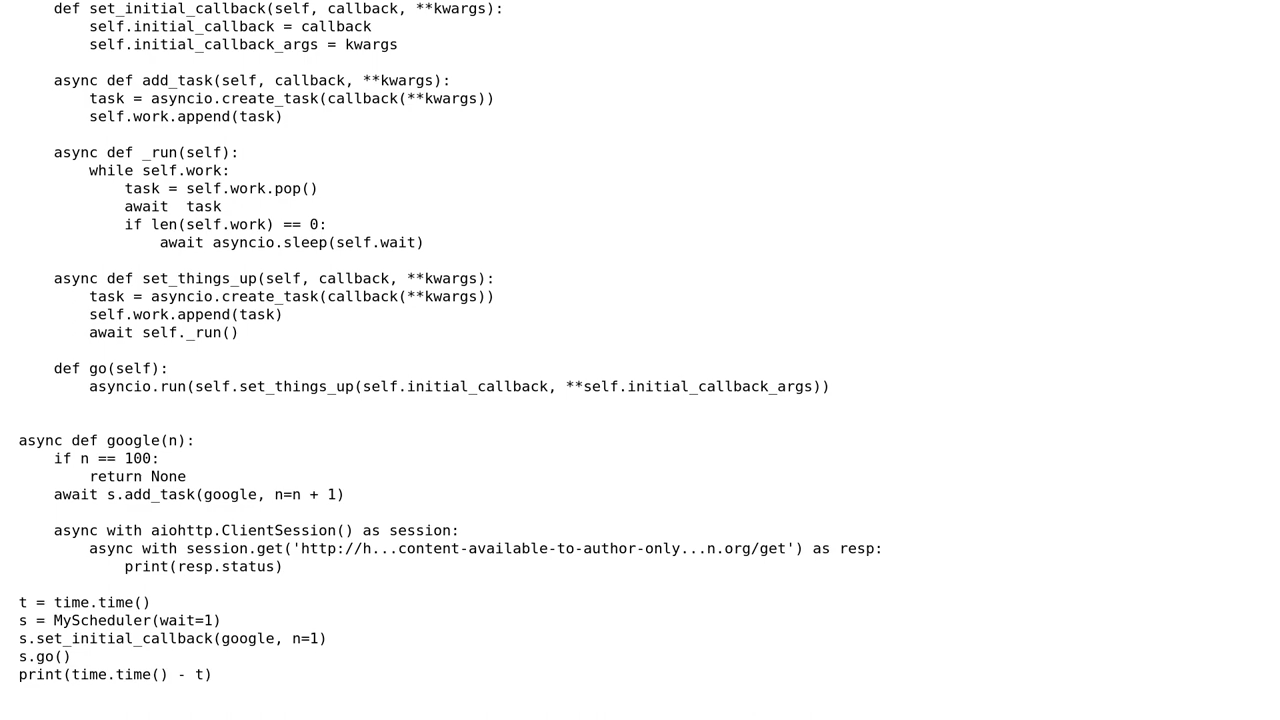 def set_initial_callback(self, callback, **kwargs):
        self.initial_callback = callback
        self.initial_callback_args = kwargs

    async def add_task(self, callback, **kwargs):
        task = asyncio.create_task(callback(**kwargs))
        self.work.append(task)

    async def _run(self):
        while self.work:
            task = self.work.pop()
            await  task
            if len(self.work) == 0:
                await asyncio.sleep(self.wait)

    async def set_things_up(self, callback, **kwargs):
        task = asyncio.create_task(callback(**kwargs))
        self.work.append(task)
        await self._run()

    def go(self):
        asyncio.run(self.set_things_up(self.initial_callback, **self.initial_callback_args))


async def google(n):
    if n == 100:
        return None
    await s.add_task(google, n=n + 1)

    async with aiohttp.ClientSession() as session:
        async with session.get('http://h...content-available-to-author-only...n.org/get') as resp:
            print(resp.status)

t = time.time()
s = MyScheduler(wait=1)
s.set_initial_callback(google, n=1)
s.go()
print(time.time() - t)